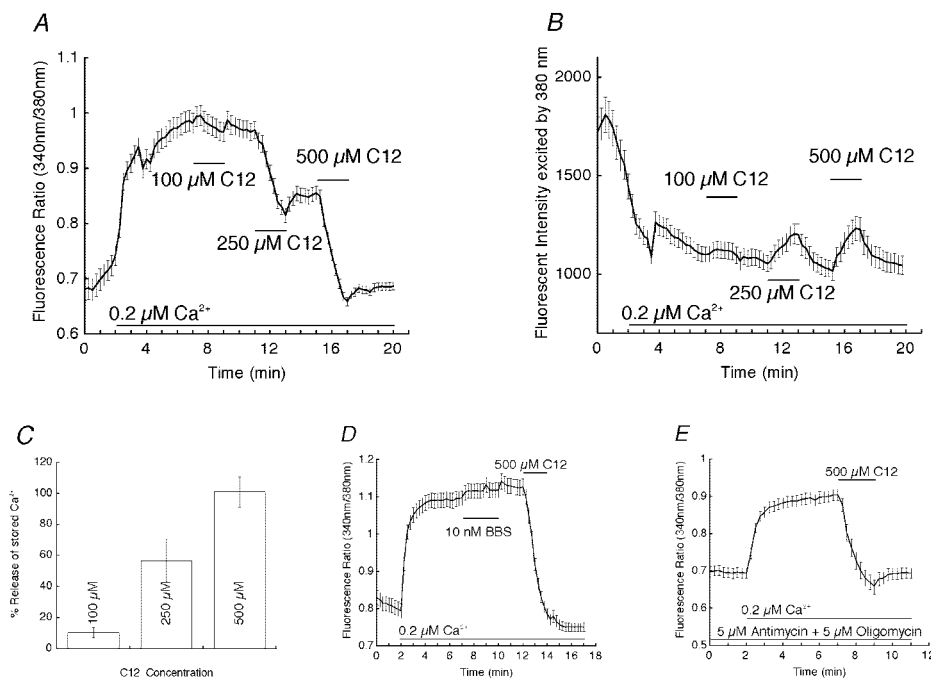 A
Fluorescence Ratio (340nm/380nm)
1.1
1
0.9
0.8
0.7
0.6
100 µM C12
500 µM C12
250 µM C12
0.2 µM Ca²⁺
0 4 8 12 16 20
Time (min)
B
Fluorescent Intensity excited by 380 nm
2000
1500
1000
100 µM C12
500 µM C12
250 µM C12
0.2 µM Ca²⁺
0 4 8 12 16 20
Time (min)
C
% Release of stored Ca²⁺
120
100
80
60
40
20
0
100 µM
250 µM
500 µM
C12 Concentration
D
Fluorescence Ratio (340nm/380nm)
1.2
1.1
1
0.9
0.8
0.7
500 µM C12
10 nM BBS
0.2 µM Ca²⁺
0 2 4 6 8 10 12 14 16 18
Time (min)
E
Fluorescence Ratio (340nm/380nm)
1
0.9
0.8
0.7
0.6
0.5
500 µM C12
0.2 µM Ca²⁺
5 µM Antimycin + 5 µM Oligomycin
0 2 4 6 8 10 12
Time (min)